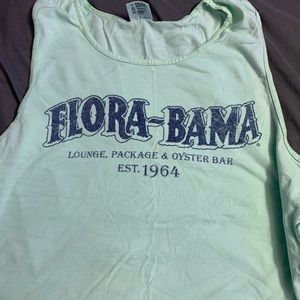 FLORA-BAMA®
LOUNGE, PACKAGE & OYSTER BAR
EST. 1964